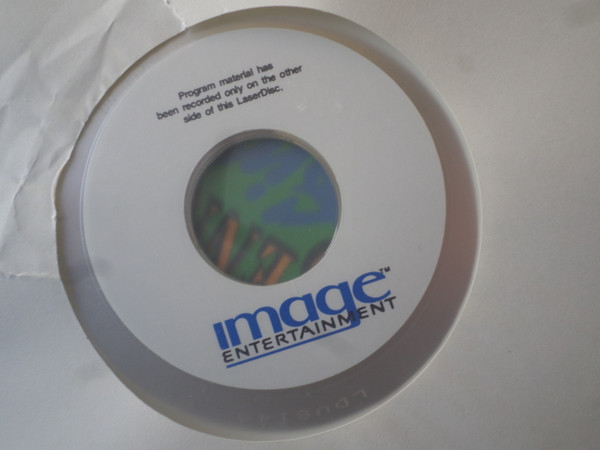 Program material has
been recorded only on the other
side of this LaserDisc.
image™
ENTERTAINMENT